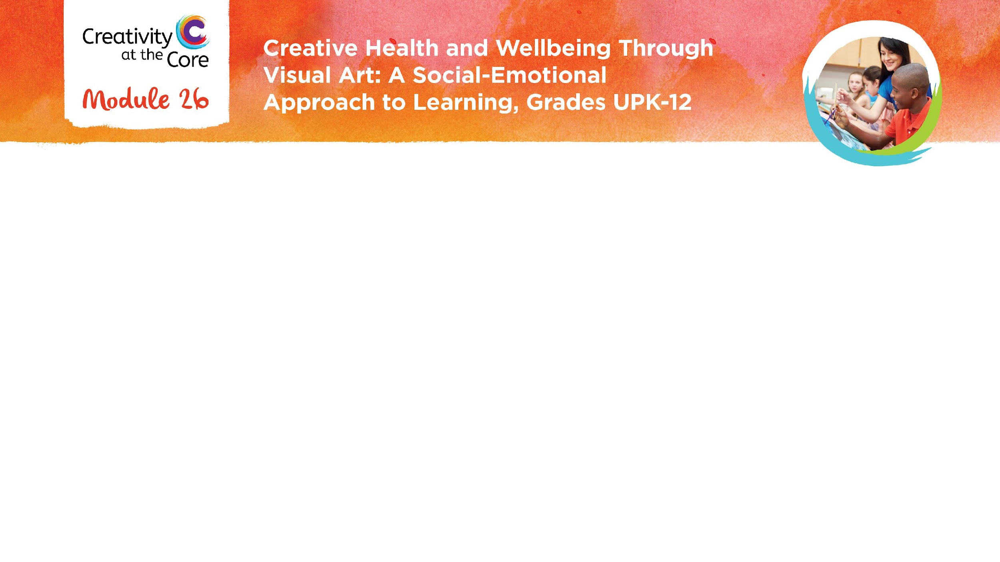 Creativity
at the Core
Module 26
Creative Health and Wellbeing Through
Visual Art: A Social-Emotional
Approach to Learning, Grades UPK-12